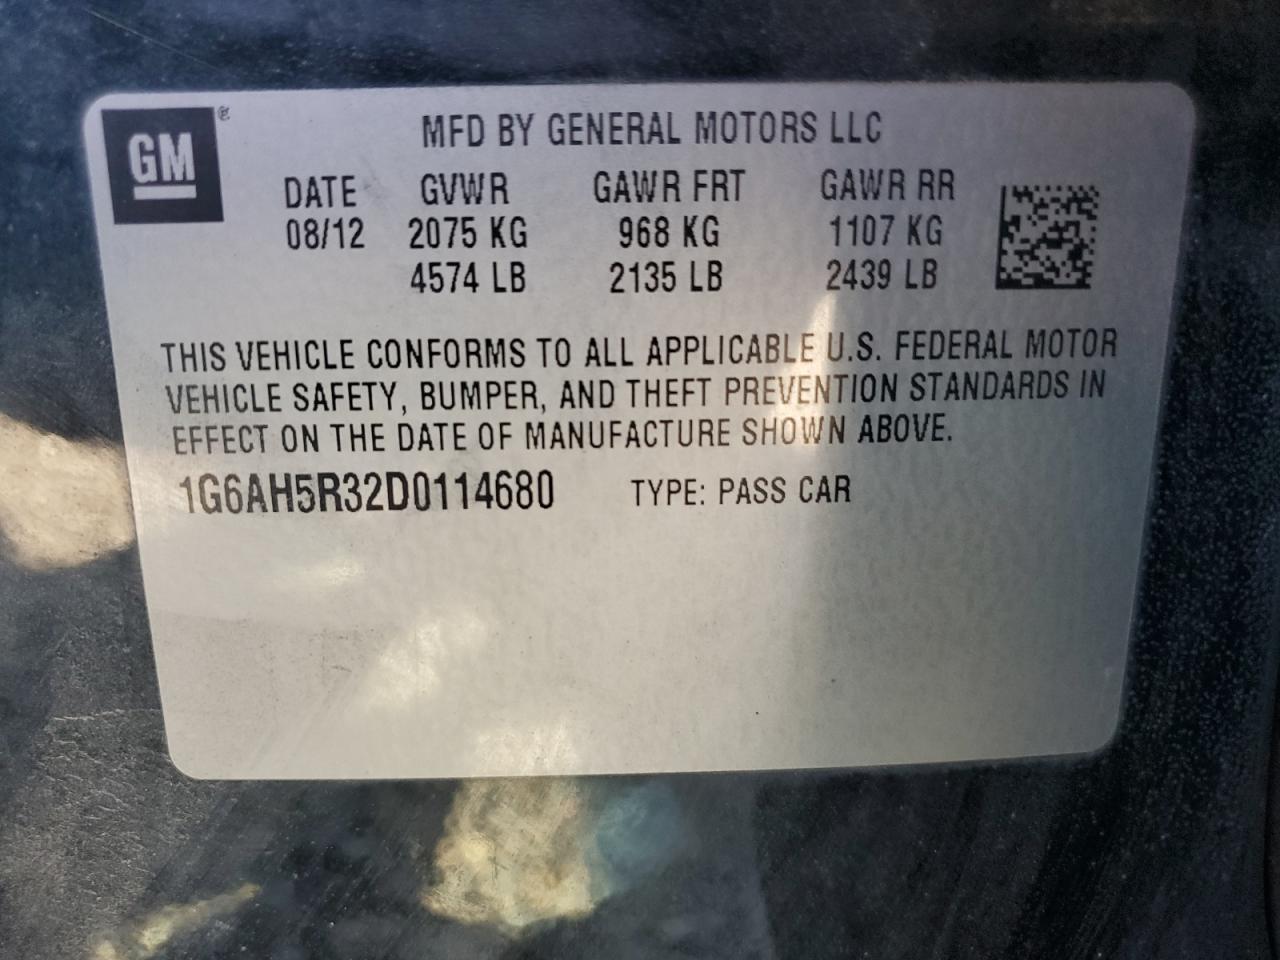 GM®
MFD BY GENERAL MOTORS LLC
DATE GVWR GAWR FRT GAWR RR
08/12 2075 KG 968 KG 1107 KG
4574 LB 2135 LB 2439 LB
THIS VEHICLE CONFORMS TO ALL APPLICABLE U.S. FEDERAL MOTOR
VEHICLE SAFETY, BUMPER, AND THEFT PREVENTION STANDARDS IN
EFFECT ON THE DATE OF MANUFACTURE SHOWN ABOVE.
1G6AH5R32D0114680 TYPE: PASS CAR